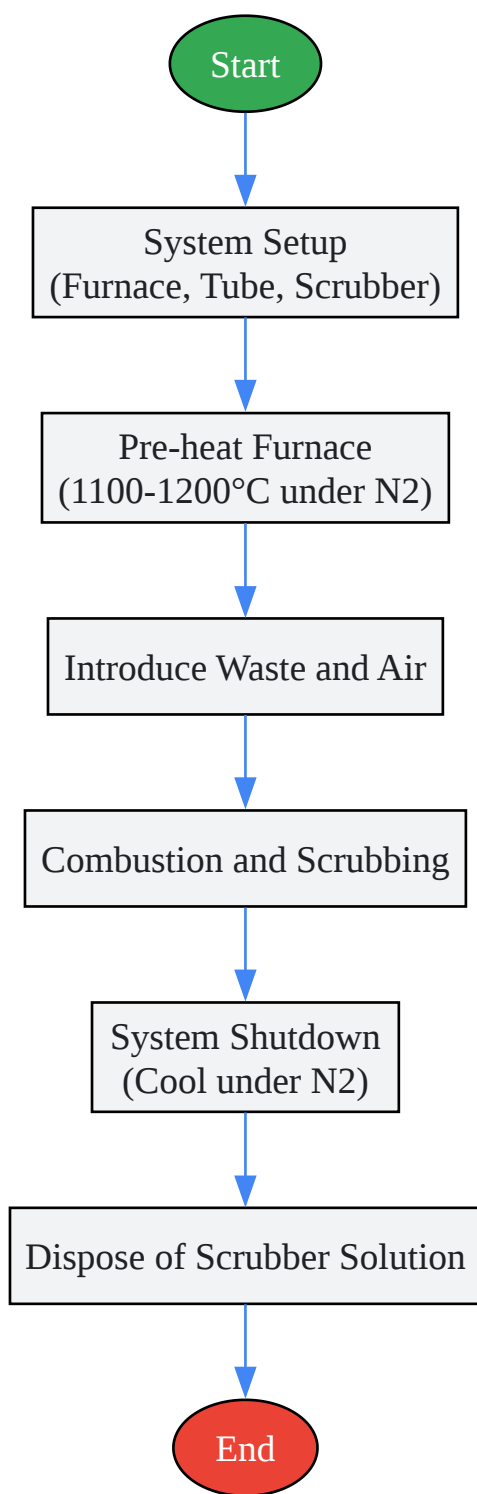 Start
System Setup
(Furnace, Tube, Scrubber)
Pre-heat Furnace
(1100-1200°C under N2)
Introduce Waste and Air
Combustion and Scrubbing
System Shutdown
(Cool under N2)
Dispose of Scrubber Solution
End